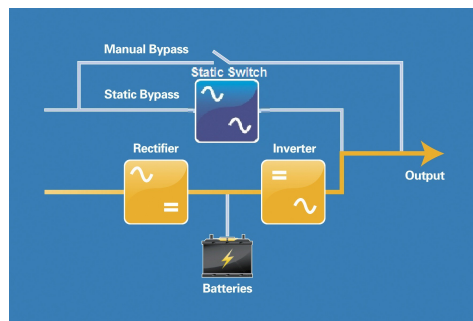 Manual Bypass
Static Switch
Static Bypass
Rectifier
Inverter
Output
Batteries